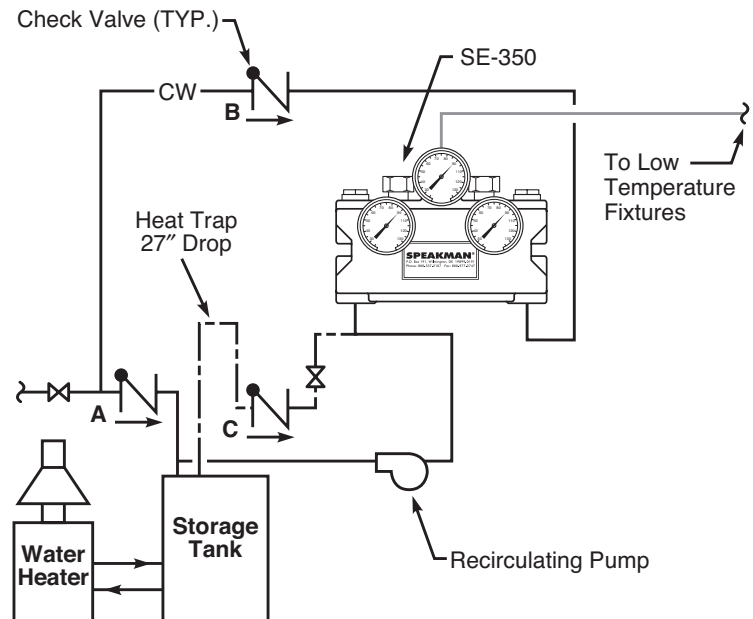 Check Valve (TYP.)
SE-350
CW
B
To Low
Temperature
Fixtures
Heat Trap
27″ Drop
SPEAKMAN®
A
C
Storage
Tank
Water
Heater
Recirculating Pump